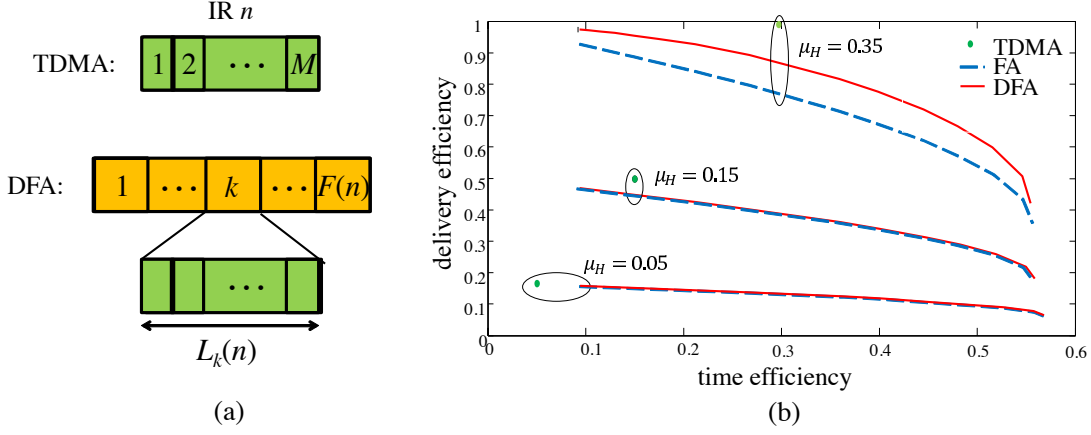 IR n
TDMA: 1 2 ⋯ M
DFA: 1 ⋯ k ⋯ F(n)
⋯
L_k(n)
(a)
delivery efficiency
1
0.9
0.8
0.7
0.6
0.5
0.4
0.3
0.2
0.1
0
μ_H = 0.35
μ_H = 0.15
μ_H = 0.05
TDMA
FA
DFA
0 0.1 0.2 0.3 0.4 0.5 0.6
time efficiency
(b)